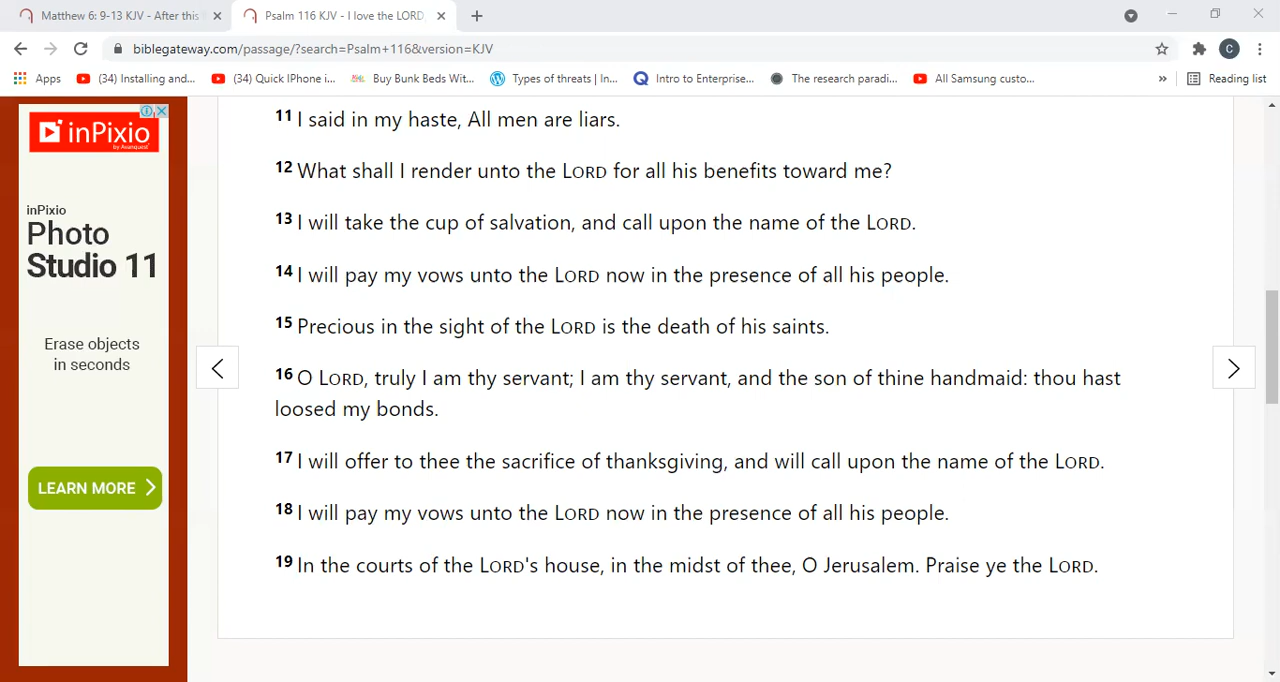 Matthew 6: 9-13 KJV - After this
Psalm 116 KJV - I love the LORD
biblegateway.com/passage/?search=Psalm+116&version=KJV
C
Apps
(34) Installing and...
(34) Quick IPhone i...
Buy Bunk Beds Wit...
Types of threats | In...
Intro to Enterprise...
The research paradi...
All Samsung custo...
»
Reading list
inPixio
by Avanquest
inPixio
Photo
Studio 11
Erase objects
in seconds
LEARN MORE
11 I said in my haste, All men are liars.
12 What shall I render unto the LORD for all his benefits toward me?
13 I will take the cup of salvation, and call upon the name of the LORD.
14 I will pay my vows unto the LORD now in the presence of all his people.
15 Precious in the sight of the LORD is the death of his saints.
16 O LORD, truly I am thy servant; I am thy servant, and the son of thine handmaid: thou hast
loosed my bonds.
17 I will offer to thee the sacrifice of thanksgiving, and will call upon the name of the LORD.
18 I will pay my vows unto the LORD now in the presence of all his people.
19 In the courts of the LORD's house, in the midst of thee, O Jerusalem. Praise ye the LORD.